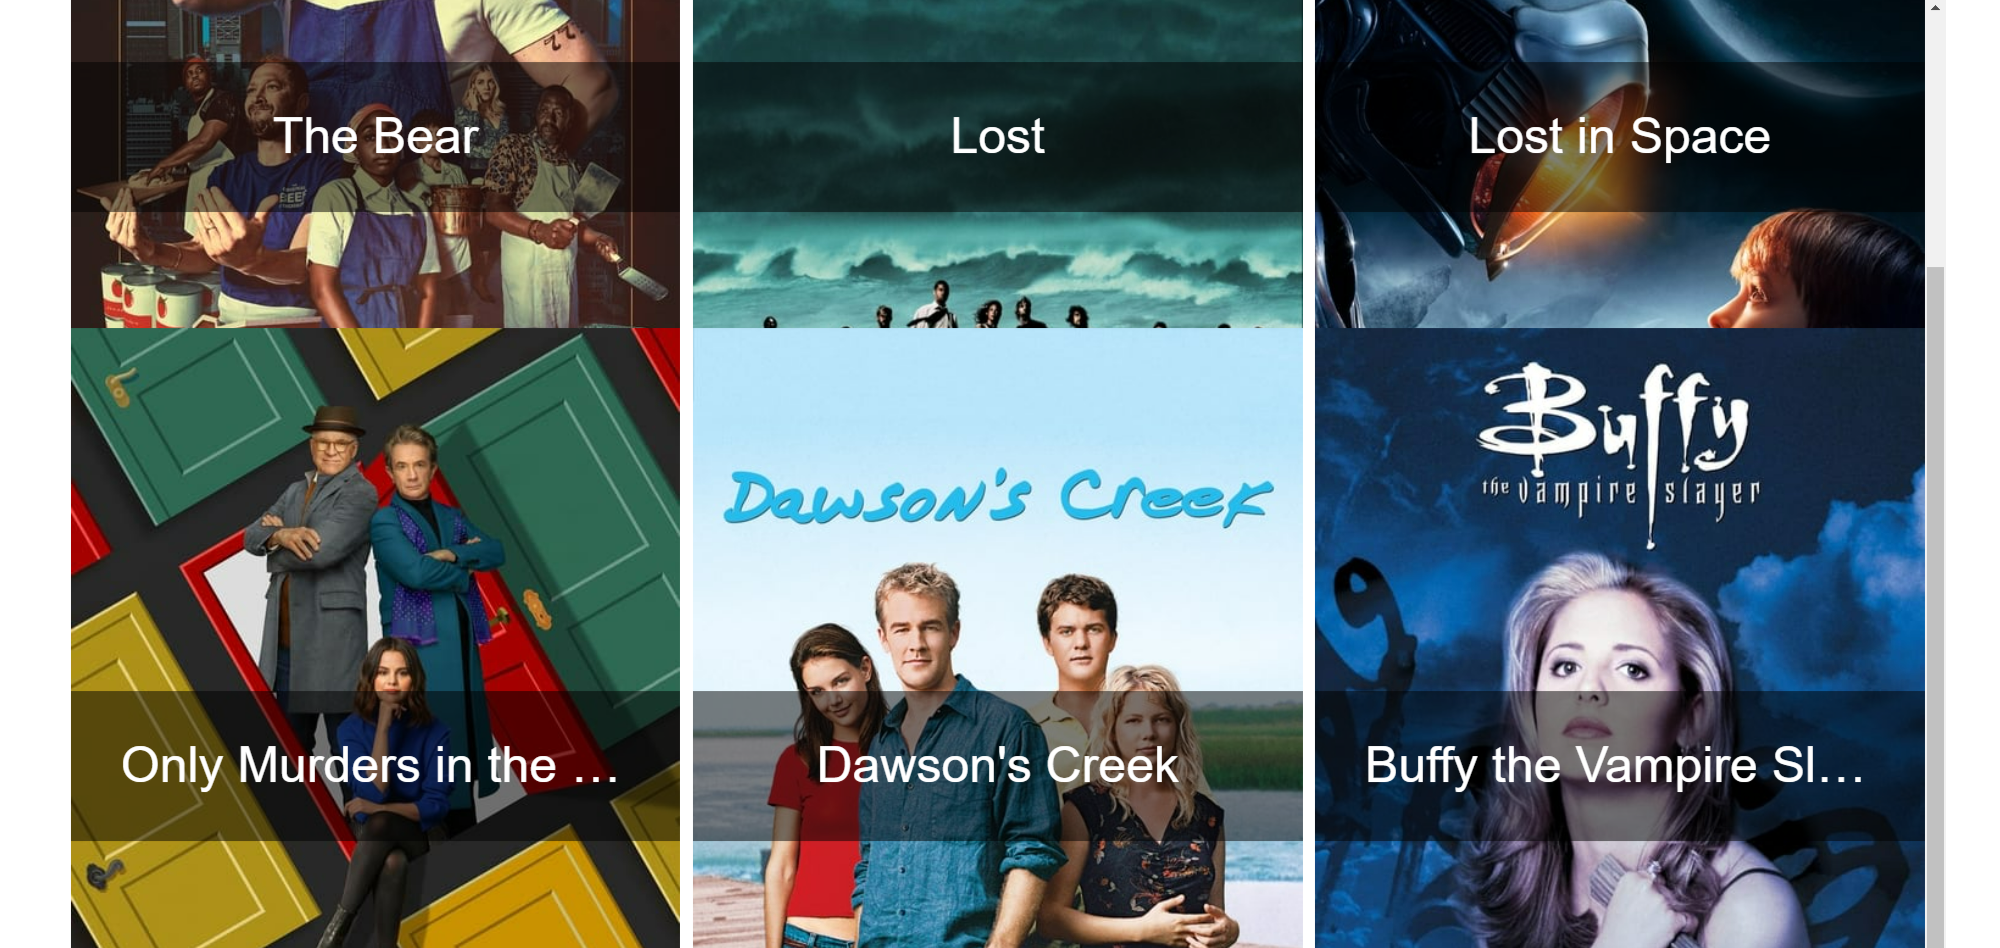 The Bear
Lost
Lost in Space
BEEF
Dawson's Creek
Buffy
the vampire slayer
Only Murders in the …
Dawson's Creek
Buffy the Vampire Sl…